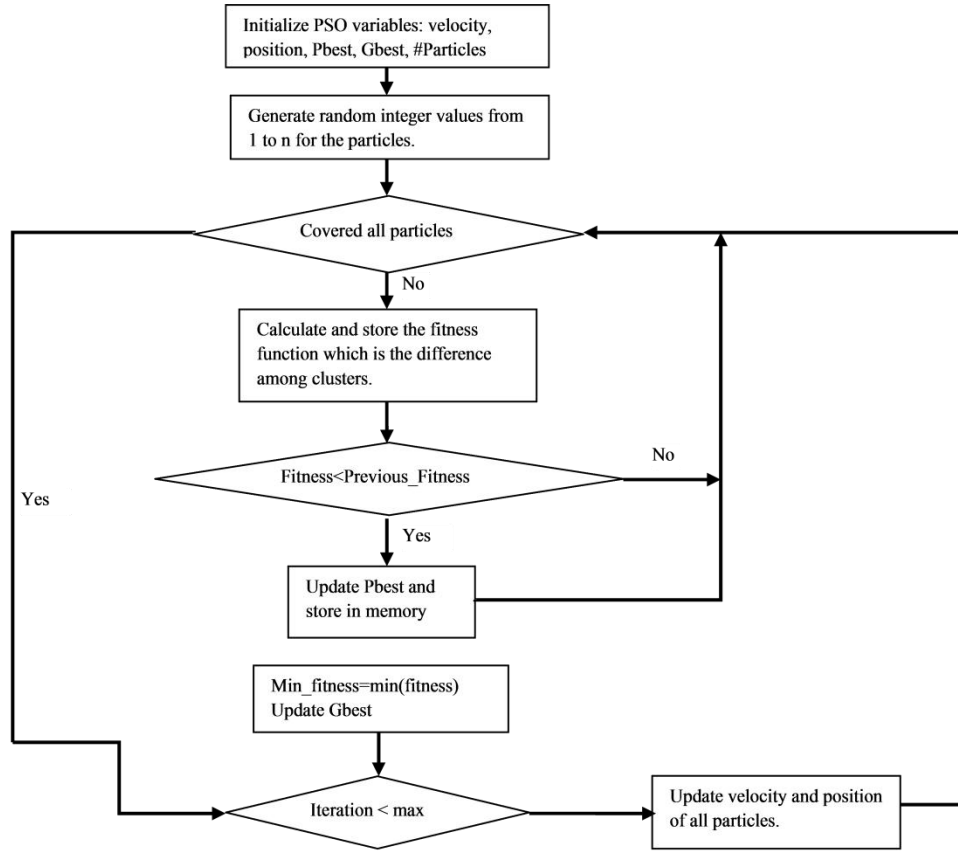 Initialize PSO variables: velocity,
position, Pbest, Gbest, #Particles
Generate random integer values from
1 to n for the particles.
Covered all particles
No
Calculate and store the fitness
function which is the difference
among clusters.
Fitness<Previous_Fitness
No
Yes
Yes
Update Pbest and
store in memory
Min_fitness=min(fitness)
Update Gbest
Iteration < max
Update velocity and position
of all particles.